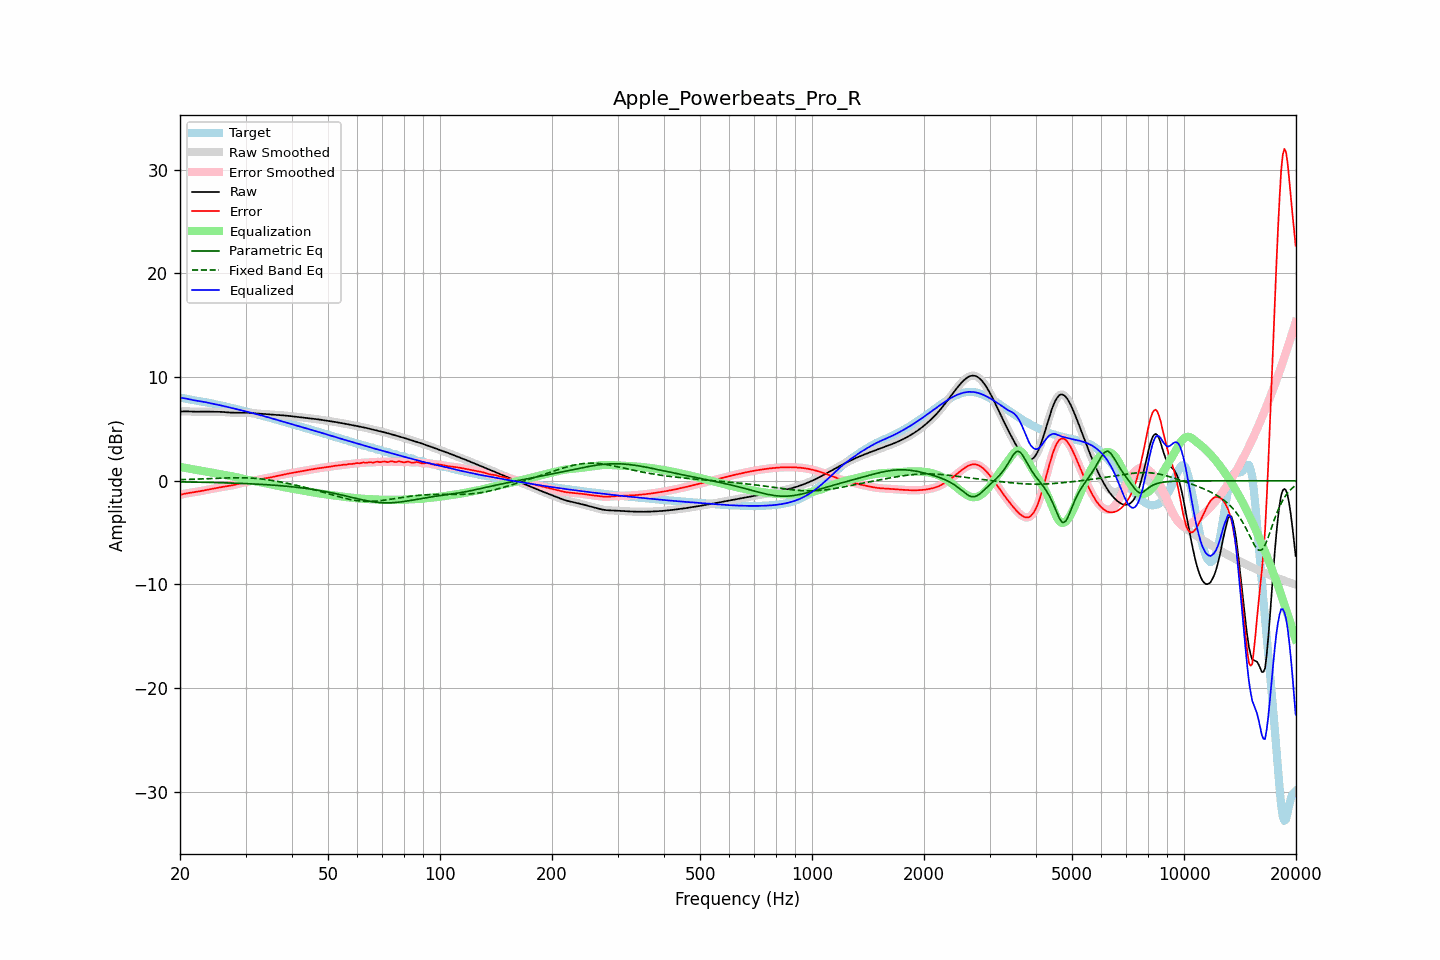 Apple_Powerbeats_Pro_R
Target
Raw Smoothed
Error Smoothed
Raw
Error
Equalization
Parametric Eq
Fixed Band Eq
Equalized
30
20
10
0
−10
−20
−30
Amplitude (dBr)
20
50
100
200
500
1000
2000
5000
10000
20000
Frequency (Hz)